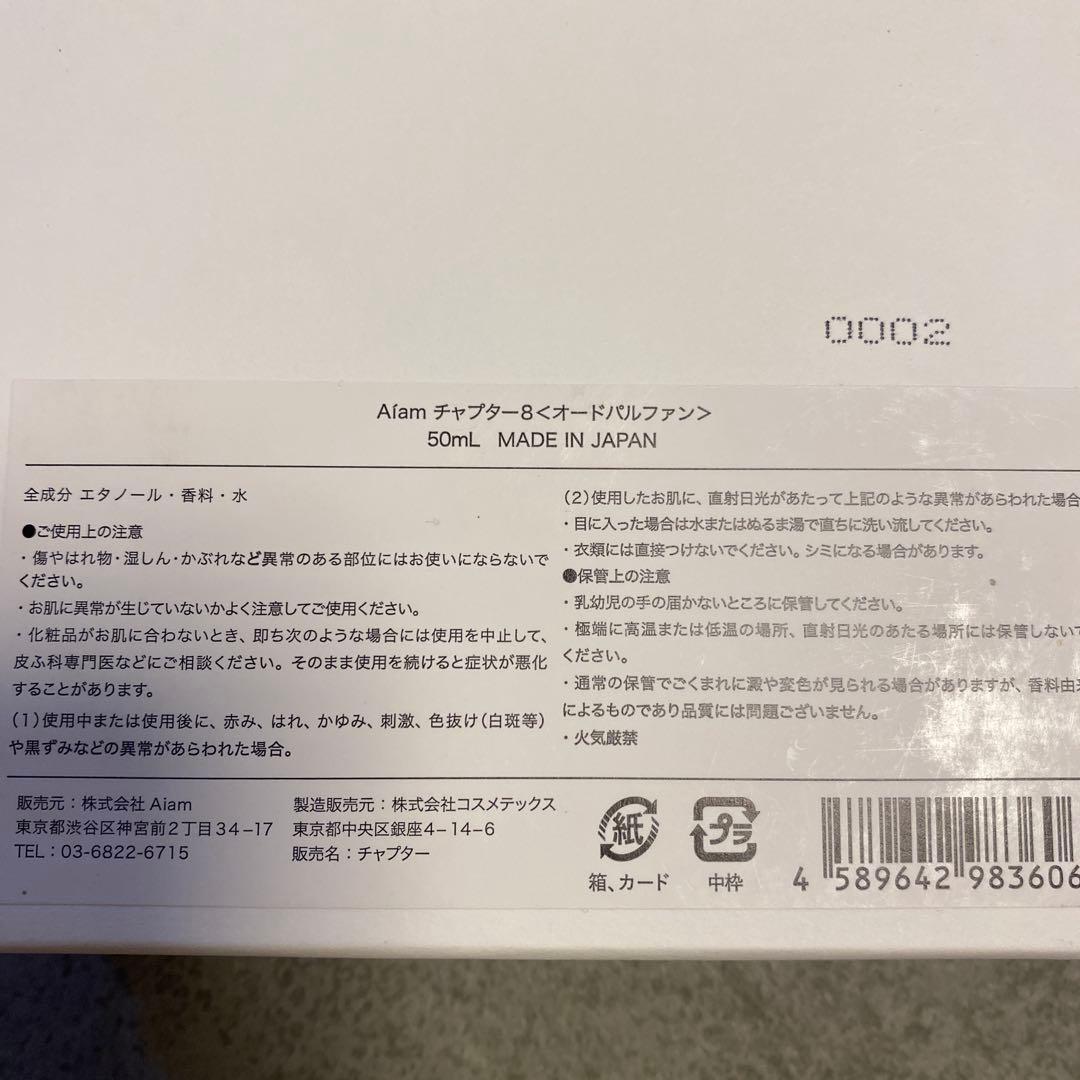 0002
Aíam チャプター8<オードパルファン>
50mL MADE IN JAPAN
全成分 エタノール・香料・水
●ご使用上の注意
・傷やはれ物・湿しん・かぶれなど異常のある部位にはお使いにならないで
ください。
・お肌に異常が生じていないかよく注意してご使用ください。
・化粧品がお肌に合わないとき、即ち次のような場合には使用を中止して、
皮ふ科専門医などにご相談ください。そのまま使用を続けると症状が悪化
することがあります。
(1)使用中または使用後に、赤み、はれ、かゆみ、刺激、色抜け(白斑等)
や黒ずみなどの異常があらわれた場合。
(2)使用したお肌に、直射日光があたって上記のような異常があらわれた場合
・目に入った場合は水またはぬるま湯で直ちに洗い流してください。
・衣類には直接つけないでください。シミになる場合があります。
●保管上の注意
・乳幼児の手の届かないところに保管してください。
・極端に高温または低温の場所、直射日光のあたる場所には保管しないで
ください。
・通常の保管でごくまれに澱や変色が見られる場合がありますが、香料由来
によるものであり品質には問題ございません。
・火気厳禁
販売元：株式会社Aiam
東京都渋谷区神宮前2丁目34-17
TEL：03-6822-6715
製造販売元：株式会社コスメテックス
東京都中央区銀座4-14-6
販売名：チャプター
紙
箱、カード
プラ
中枠
4 589642 983606